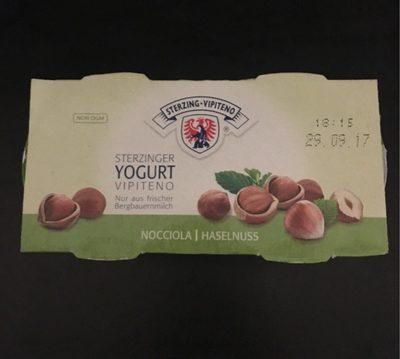 STERZING - VIPITENO
®
NON OGM
18:15
29.09.17
STERZINGER
YOGURT
VIPITENO
Nur aus frischer
Bergbauernmilch
NOCCIOLA | HASELNUSS